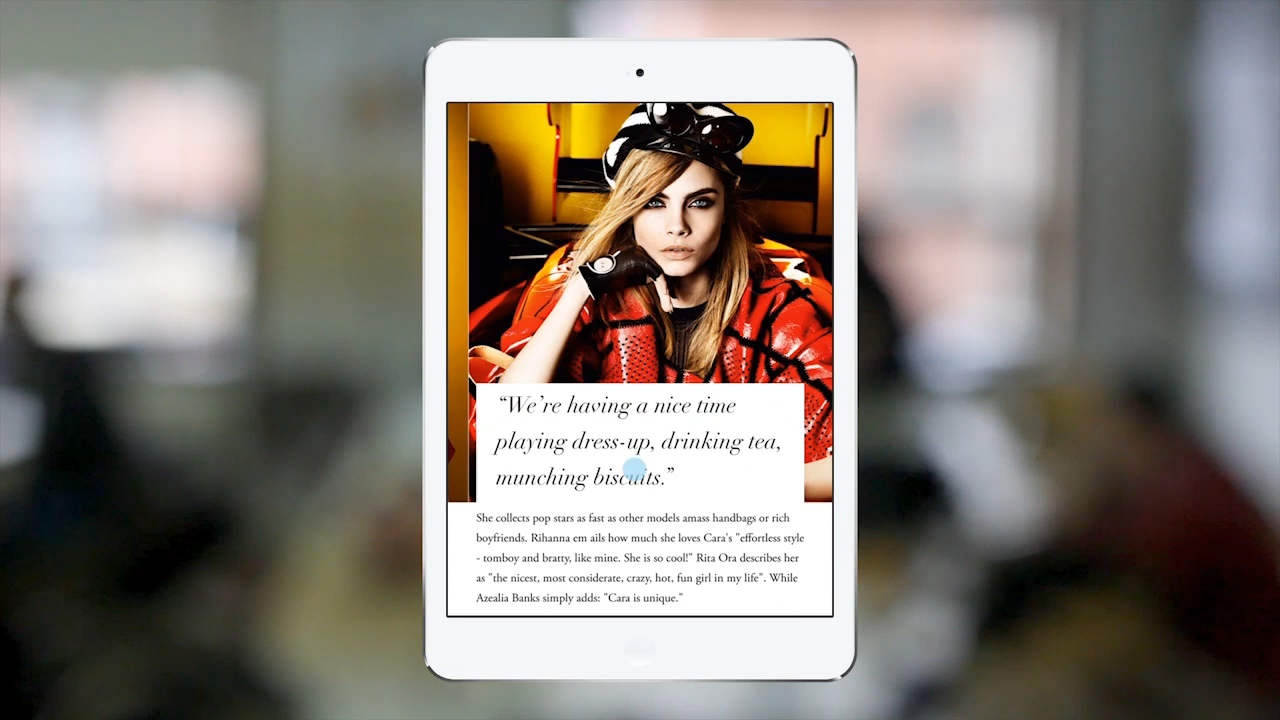 “We’re having a nice time
playing dress-up, drinking tea,
munching biscuits.”
She collects pop stars as fast as other models amass handbags or rich
boyfriends. Rihanna em ails how much she loves Cara's "effortless style
- tomboy and bratty, like mine. She is so cool!" Rita Ora describes her
as "the nicest, most considerate, crazy, hot, fun girl in my life". While
Azealia Banks simply adds: "Cara is unique."